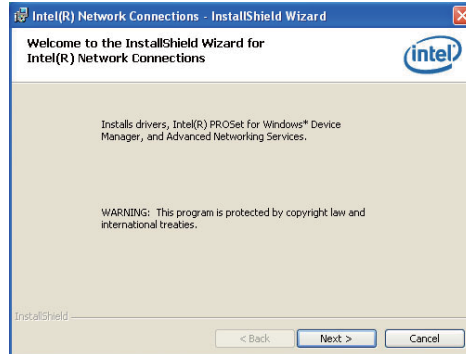 Intel(R) Network Connections - InstallShield Wizard
Welcome to the InstallShield Wizard for
Intel(R) Network Connections
intel
Installs drivers, Intel(R) PROSet for Windows* Device
Manager, and Advanced Networking Services.
WARNING: This program is protected by copyright law and
international treaties.
InstallShield
< Back
Next >
Cancel